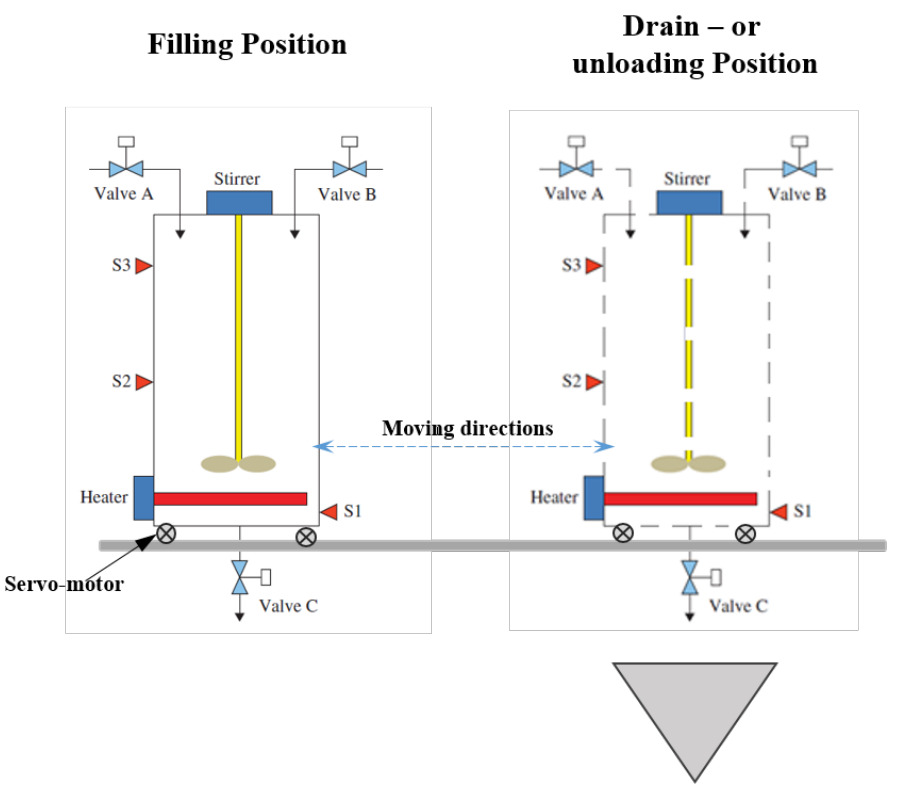 Filling Position
Drain – or
unloading Position
Stirrer
Valve A
Valve B
S3
S2
Heater
S1
Servo-motor
Valve C
Moving directions
Stirrer
Valve A
Valve B
S3
S2
Heater
S1
Valve C